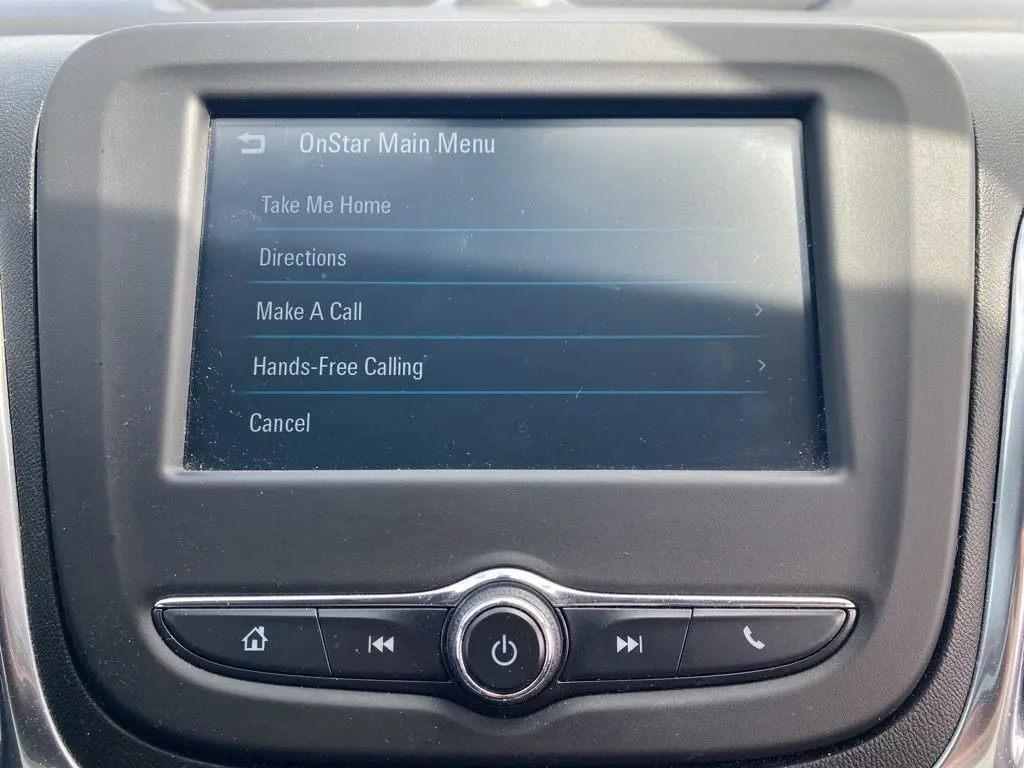 OnStar Main Menu
Take Me Home
Directions
Make A Call
Hands-Free Calling
Cancel